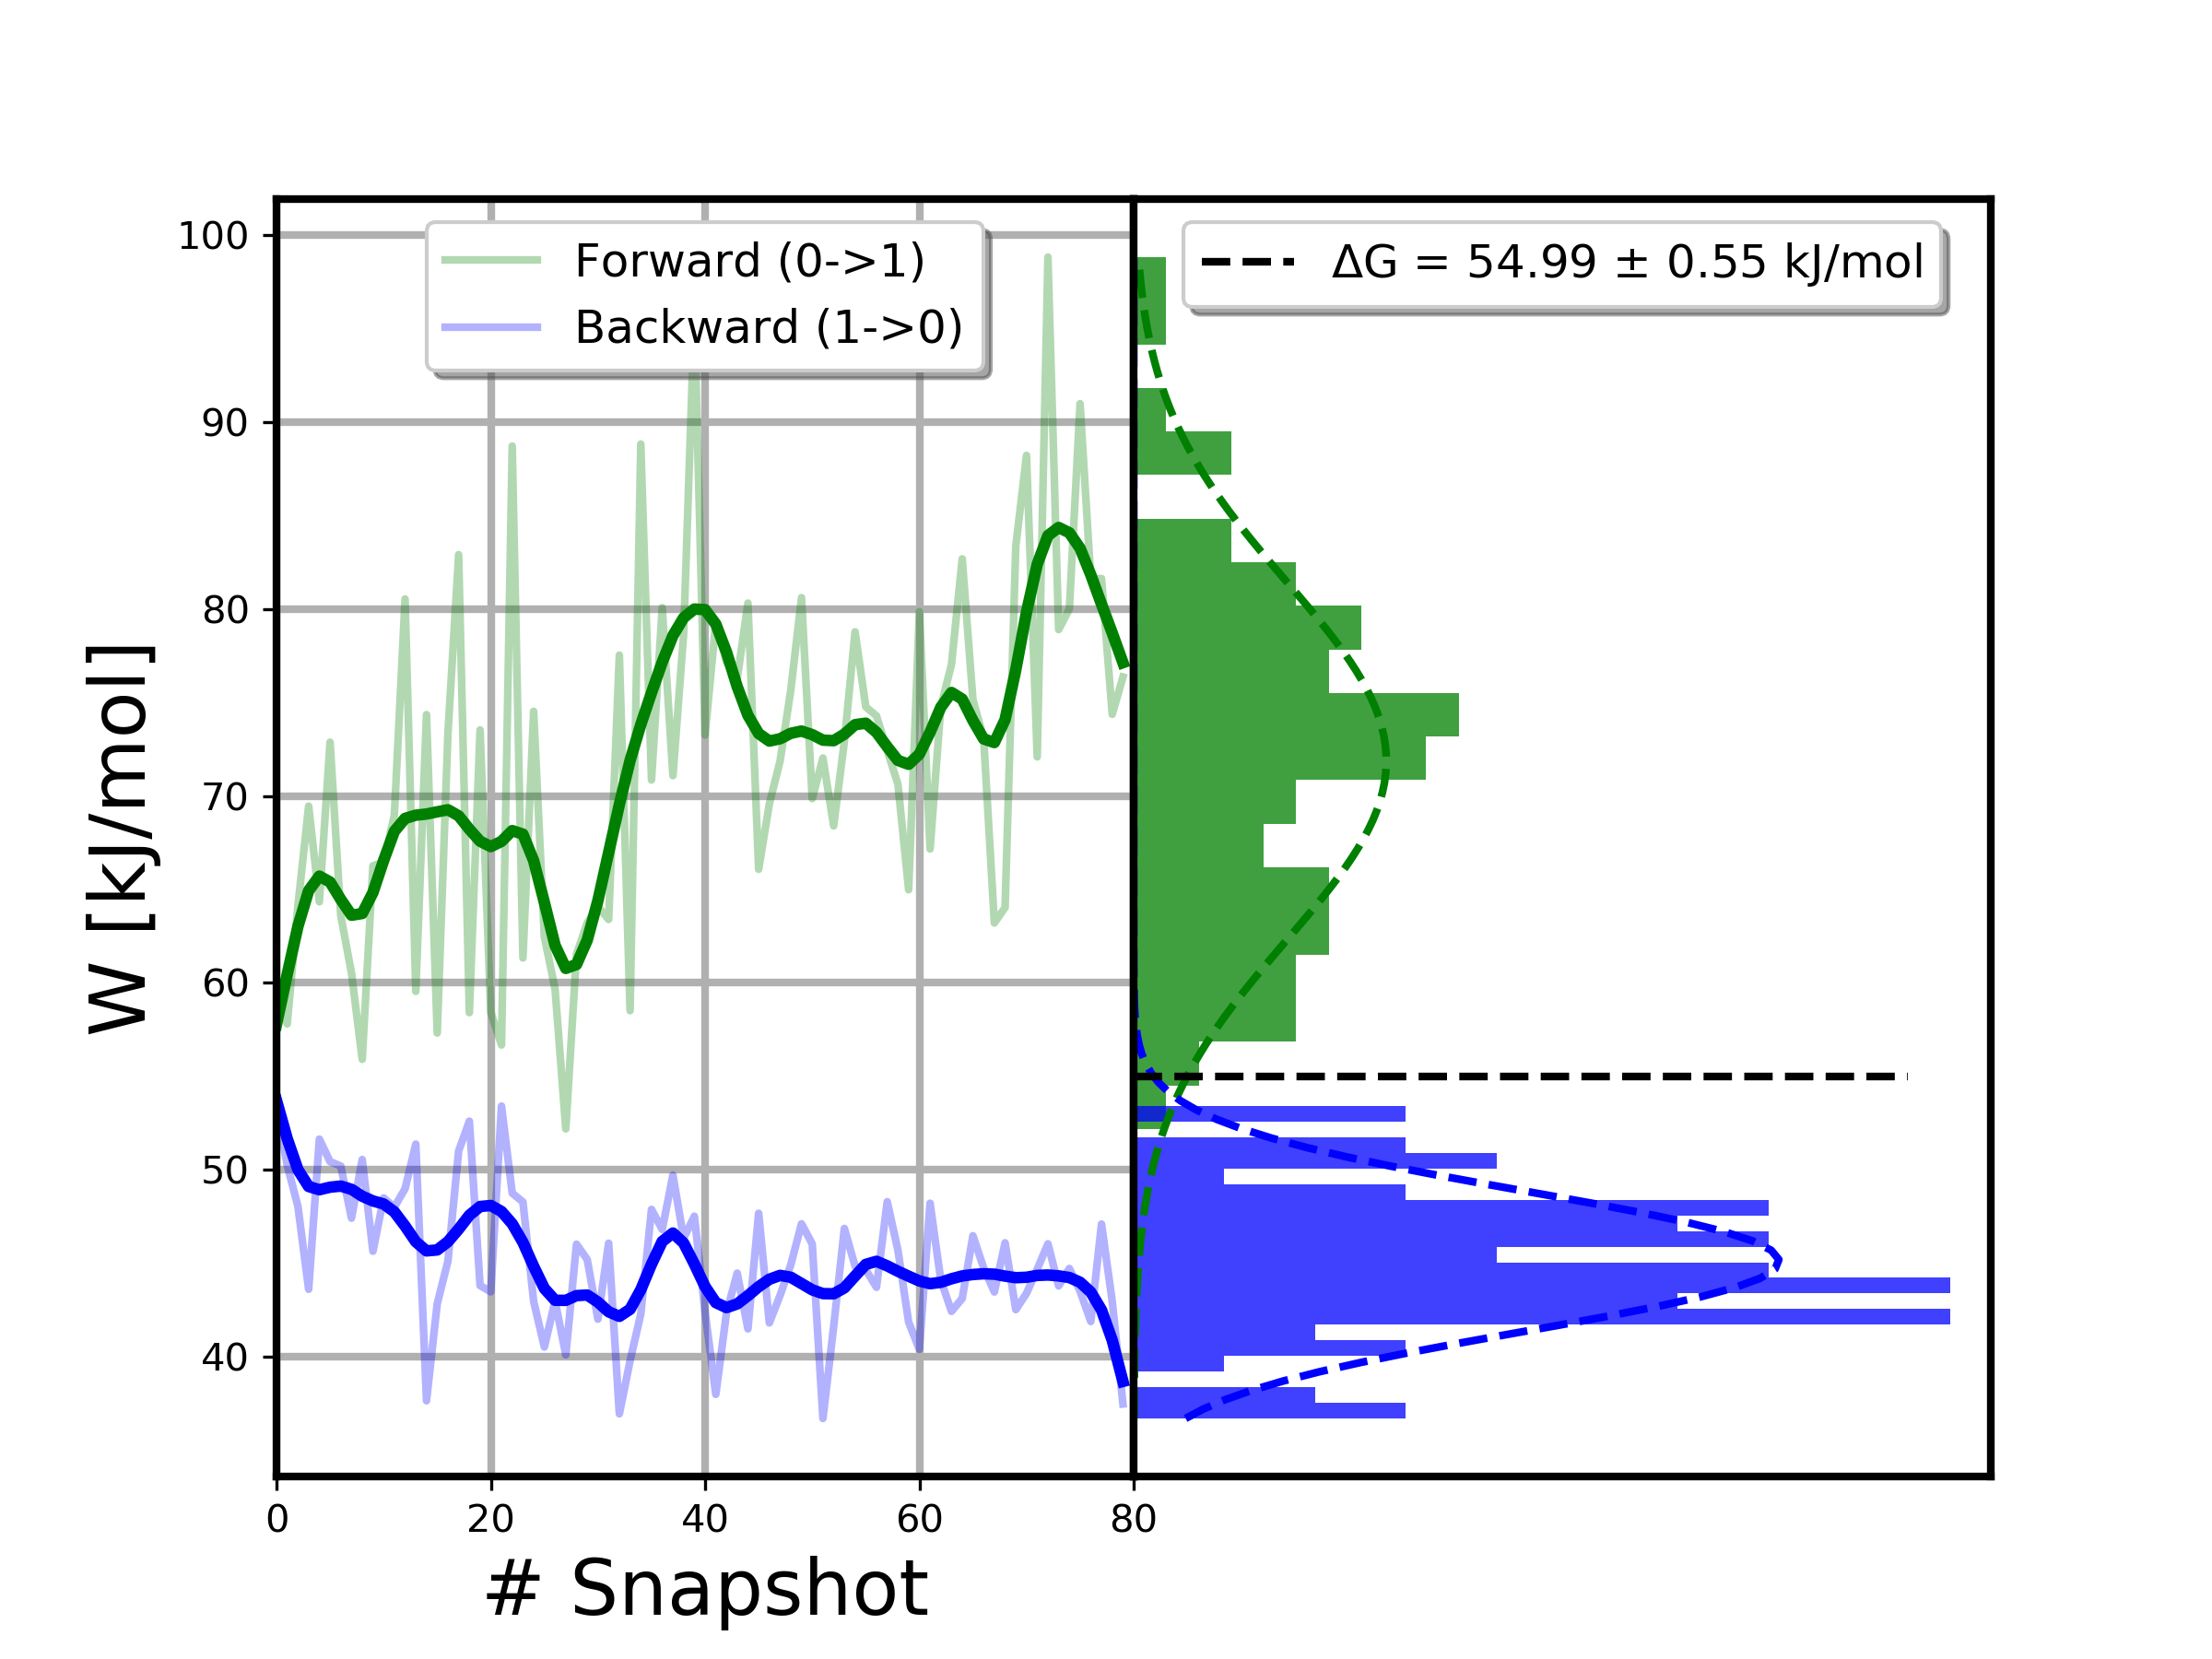 Forward (0->1)
Backward (1->0)
ΔG = 54.99 ± 0.55 kJ/mol
W [kJ/mol]
100
90
80
70
60
50
40
0 20 40 60 80
# Snapshot